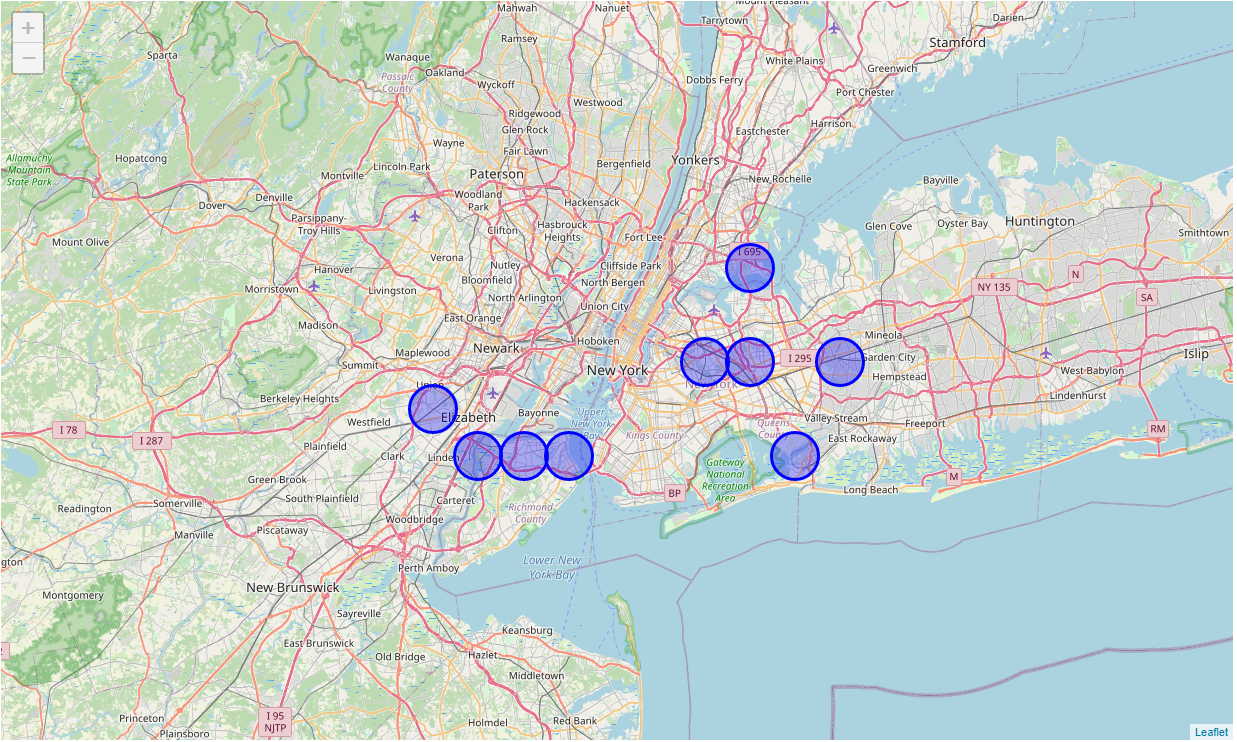 Mahwah
Nanuet
Mount Pleasant
Tarrytown
Darien
+
−
Sparta
Ramsey
Stamford
Wanaque
Oakland
Passaic
County
Wyckoff
Dobbs Ferry
White Plains
Greenwich
Port Chester
Westwood
Ridgewood
Glen Rock
Harrison
Eastchester
Wayne
Fair Lawn
Hopatcong
Allamuchy
Mountain
State Park
Lincoln Park
Montville
Paterson
Bergenfield
Yonkers
New Rochelle
Bayville
Denville
Dover
Woodland
Park
Hackensack
Parsippany-
Troy Hills
Clifton
Hasbrouck
Heights
Fort Lee
Glen Cove
Oyster Bay
Huntington
Smithtown
Mount Olive
Verona
Hanover
Nutley
Cliffside Park
I 695
N
NY 135
SA
Morristown
Livingston
Bloomfield
North Arlington
North Bergen
Union City
Madison
East Orange
Mineola
Maplewood
Newark
Hoboken
Summit
New York
I 295
Garden City
Hempstead
Islip
West Babylon
Lindenhurst
Berkeley Heights
Union
New York
Elizabeth
Bayonne
Upper
New York
Bay
Westfield
I 78
I 287
Plainfield
Kings County
Queens
County
Valley Stream
Freeport
East Rockaway
RM
Clark
Linden
Gateway
National
Recreation
Area
M
Long Beach
BP
Green Brook
South Plainfield
Carteret
Richmond
County
Somerville
Readington
Manville
Piscataway
Woodbridge
Perth Amboy
Lower New
York Bay
New Brunswick
Montgomery
Sayreville
East Brunswick
Old Bridge
Keansburg
Hazlet
Middletown
Princeton
Plainsboro
I 95
NJTP
Holmdel
Red Bank
Leaflet